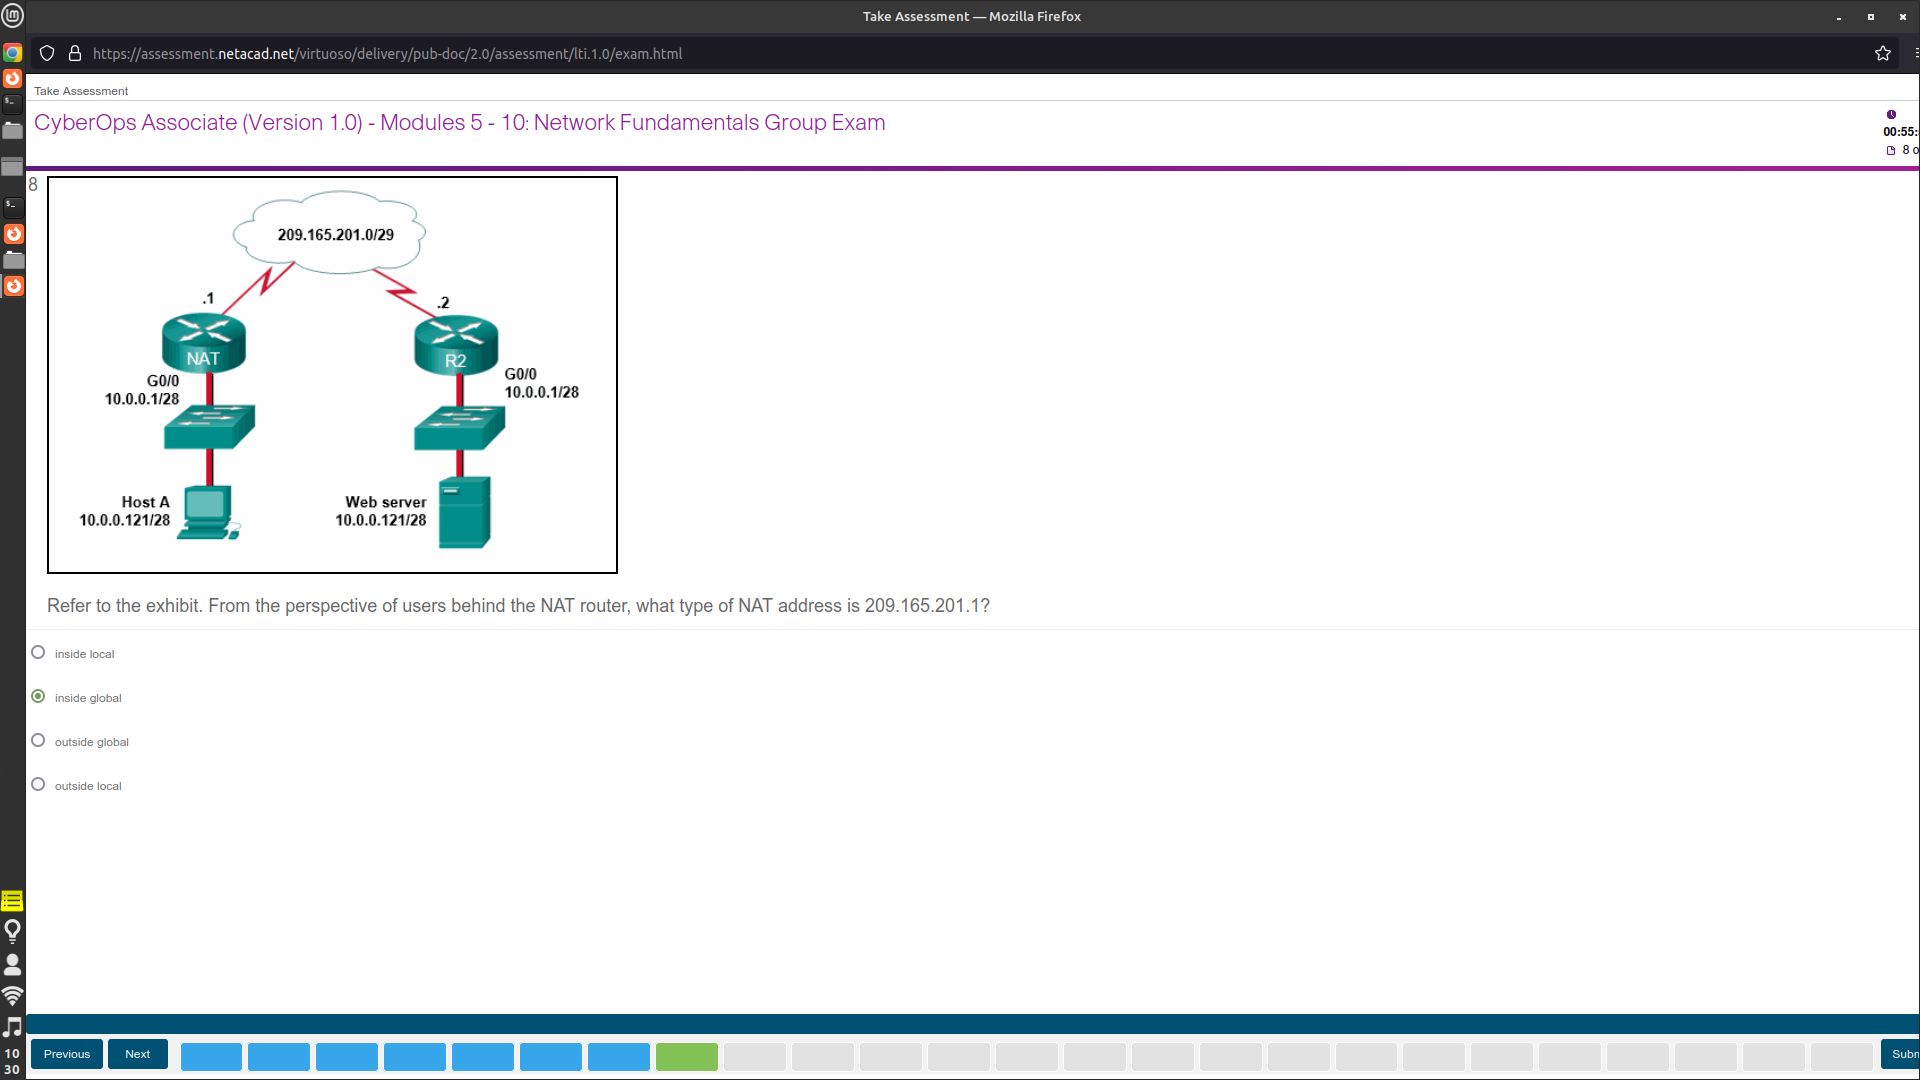 Take Assessment — Mozilla Firefox
https://assessment.netacad.net/virtuoso/delivery/pub-doc/2.0/assessment/lti.1.0/exam.html
Take Assessment
CyberOps Associate (Version 1.0) - Modules 5 - 10: Network Fundamentals Group Exam
00:55:
8 o
8
209.165.201.0/29
.1
.2
NAT
R2
G0/0
10.0.0.1/28
G0/0
10.0.0.1/28
Host A
10.0.0.121/28
Web server
10.0.0.121/28
Refer to the exhibit. From the perspective of users behind the NAT router, what type of NAT address is 209.165.201.1?
inside local
inside global
outside global
outside local
Previous
Next
Subm
10
30